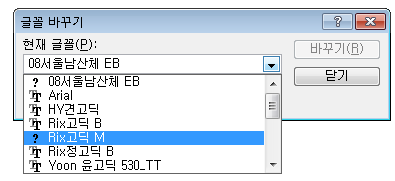 글꼴 바꾸기
현재 글꼴(P):
08서울남산체 EB
바꾸기(R)
닫기
? 08서울남산체 EB
Arial
HY견고딕
Rix고딕 B
? Rix고딕 M
Rix정고딕 B
Yoon 윤고딕 530_TT